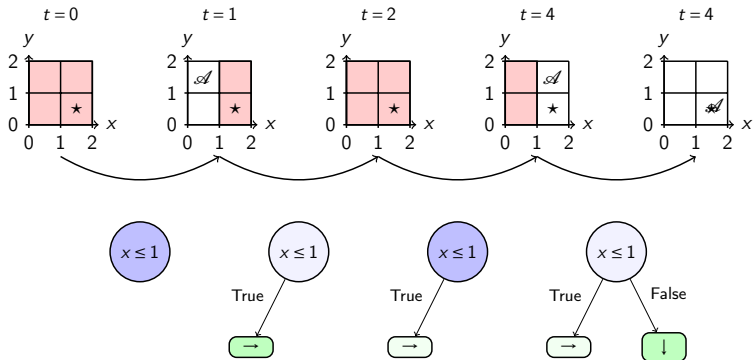 t = 0 t = 1 t = 2 t = 4 t = 4
y y y y y
2 2 2 2 2
𝒜 𝒜
1 1 1 1 1
⋆ ⋆ ⋆ ⋆ ⋆ 𝒜
0 x 0 x 0 x 0 x 0 x
0 1 2 0 1 2 0 1 2 0 1 2 0 1 2
x ≤ 1 x ≤ 1 x ≤ 1 x ≤ 1
True True True False
→ → → ↓